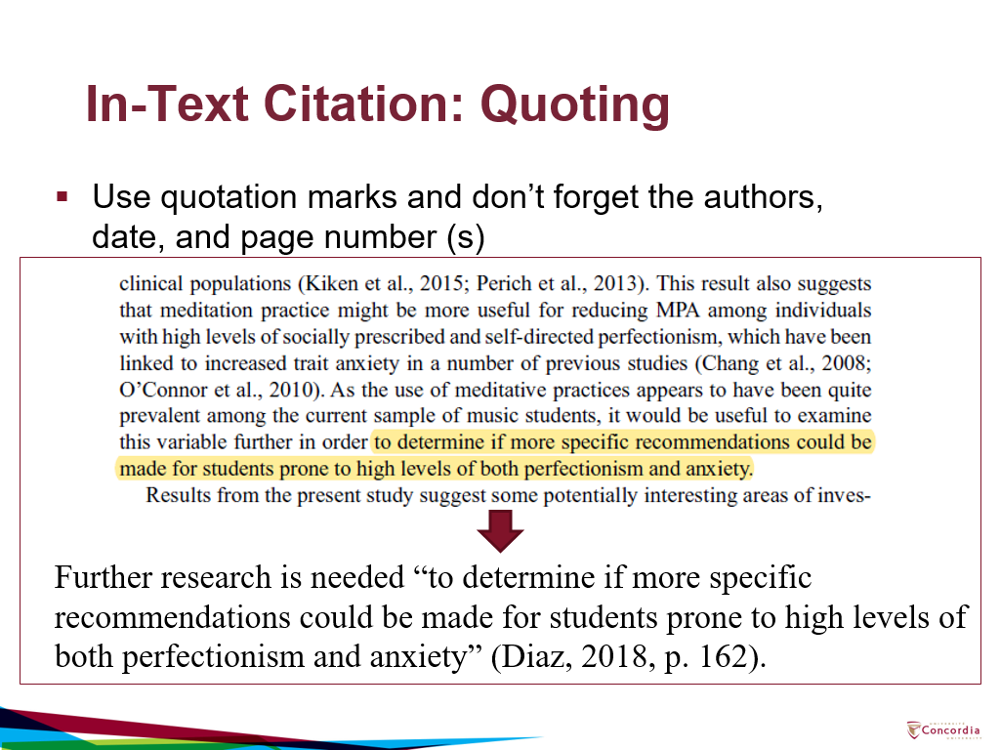 In-Text Citation: Quoting
Use quotation marks and don’t forget the authors,
date, and page number (s)
clinical populations (Kiken et al., 2015; Perich et al., 2013). This result also suggests
that meditation practice might be more useful for reducing MPA among individuals
with high levels of socially prescribed and self-directed perfectionism, which have been
linked to increased trait anxiety in a number of previous studies (Chang et al., 2008;
O’Connor et al., 2010). As the use of meditative practices appears to have been quite
prevalent among the current sample of music students, it would be useful to examine
this variable further in order to determine if more specific recommendations could be
made for students prone to high levels of both perfectionism and anxiety.
Results from the present study suggest some potentially interesting areas of inves-
Further research is needed “to determine if more specific
recommendations could be made for students prone to high levels of
both perfectionism and anxiety” (Diaz, 2018, p. 162).
UNIVERSITÉ
Concordia
UNIVERSITY